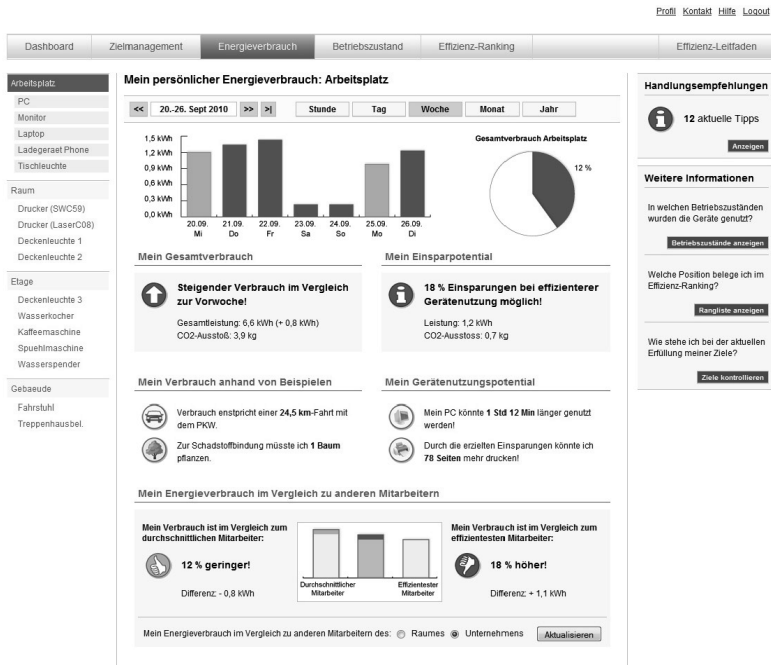 Profil Kontakt Hilfe Logout
Dashboard Zielmanagement Energieverbrauch Betriebszustand Effizienz-Ranking Effizienz-Leitfaden
Arbeitsplatz
PC
Monitor
Laptop
Ladegeraet Phone
Tischleuchte
Raum
Drucker (SWC59)
Drucker (LaserC08)
Deckenleuchte 1
Deckenleuchte 2
Etage
Deckenleuchte 3
Wasserkocher
Kaffeemaschine
Spuehlmaschine
Wasserspender
Gebaeude
Fahrstuhl
Treppenhausbel.
Mein persönlicher Energieverbrauch: Arbeitsplatz
<< 20.-26. Sept 2010 >> >| Stunde Tag Woche Monat Jahr
1,5 kWh
1,2 kWh
0,9 kWh
0,6 kWh
0,3 kWh
0,0 kWh
20.09. 21.09. 22.09. 23.09. 24.09. 25.09. 26.09.
Mi Do Fr Sa So Mo Di
Gesamtverbrauch Arbeitsplatz
12 %
Mein Gesamtverbrauch
Steigender Verbrauch im Vergleich
zur Vorwoche!
Gesamtleistung: 6,6 kWh (+ 0,8 kWh)
CO2-Ausstoß: 3,9 kg
Mein Einsparpotential
18 % Einsparungen bei effizienterer
Gerätenutzung möglich!
Leistung: 1,2 kWh
CO2-Ausstoss: 0,7 kg
Mein Verbrauch anhand von Beispielen
Verbrauch enstpricht einer 24,5 km-Fahrt mit
dem PKW.
Zur Schadstoffbindung müsste ich 1 Baum
pflanzen.
Mein Gerätenutzungspotential
Mein PC könnte 1 Std 12 Min länger genutzt
werden!
Durch die erzielten Einsparungen könnte ich
78 Seiten mehr drucken!
Mein Energieverbrauch im Vergleich zu anderen Mitarbeitern
Mein Verbrauch ist im Vergleich zum
durchschnittlichen Mitarbeiter:
12 % geringer!
Differenz: - 0,8 kWh
Durchschnittlicher
Mitarbeiter
Effizientester
Mitarbeiter
Mein Verbrauch ist im Vergleich zum
effizientesten Mitarbeiter:
18 % höher!
Differenz: + 1,1 kWh
Mein Energieverbrauch im Vergleich zu anderen Mitarbeitern des: Raumes Unternehmens Aktualisieren
Handlungsempfehlungen
12 aktuelle Tipps
Anzeigen
Weitere Informationen
In welchen Betriebszuständen
wurden die Geräte genutzt?
Betriebszustände anzeigen
Welche Position belege ich im
Effizienz-Ranking?
Rangliste anzeigen
Wie stehe ich bei der aktuellen
Erfüllung meiner Ziele?
Ziele kontrollieren